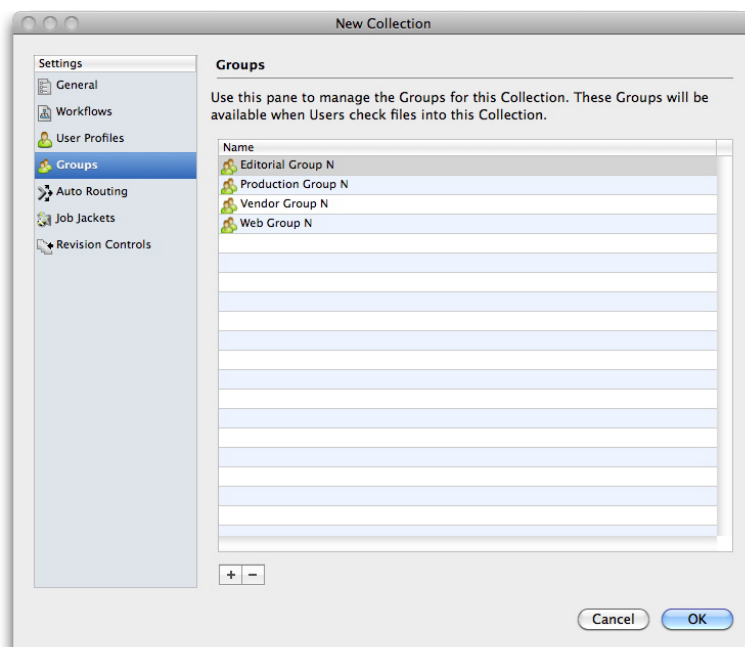 New Collection
Settings
General
Workflows
User Profiles
Groups
Auto Routing
Job Jackets
Revision Controls
Groups
Use this pane to manage the Groups for this Collection. These Groups will be
available when Users check files into this Collection.
Name
Editorial Group N
Production Group N
Vendor Group N
Web Group N
+ −
Cancel
OK